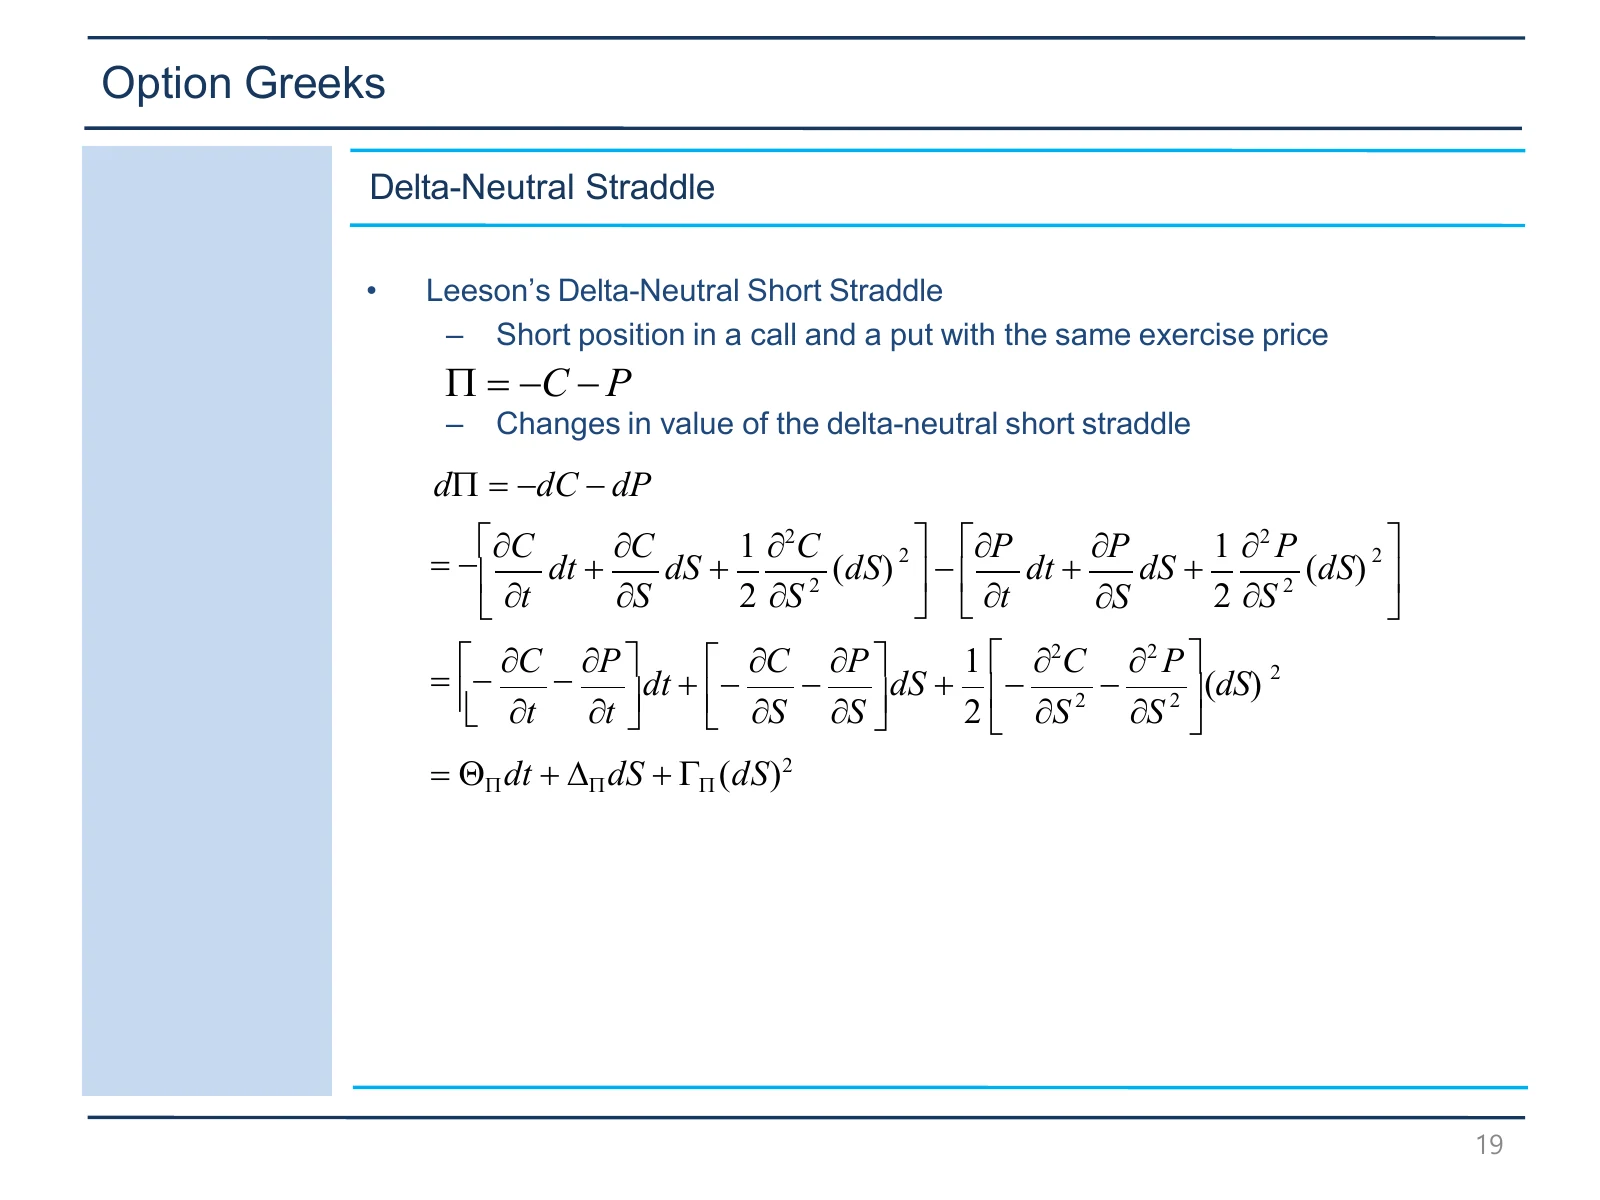 Option Greeks
Delta-Neutral Straddle
• Leeson’s Delta-Neutral Short Straddle
– Short position in a call and a put with the same exercise price
Π = −C − P
– Changes in value of the delta-neutral short straddle
dΠ = −dC − dP
= −[∂C/∂t dt + ∂C/∂S dS + 1/2 ∂²C/∂S² (dS)²] − [∂P/∂t dt + ∂P/∂S dS + 1/2 ∂²P/∂S² (dS)²]
= [−∂C/∂t − ∂P/∂t] dt + [−∂C/∂S − ∂P/∂S] dS + 1/2 [−∂²C/∂S² − ∂²P/∂S²] (dS)²
= Θ_Π dt + Δ_Π dS + Γ_Π (dS)²
19